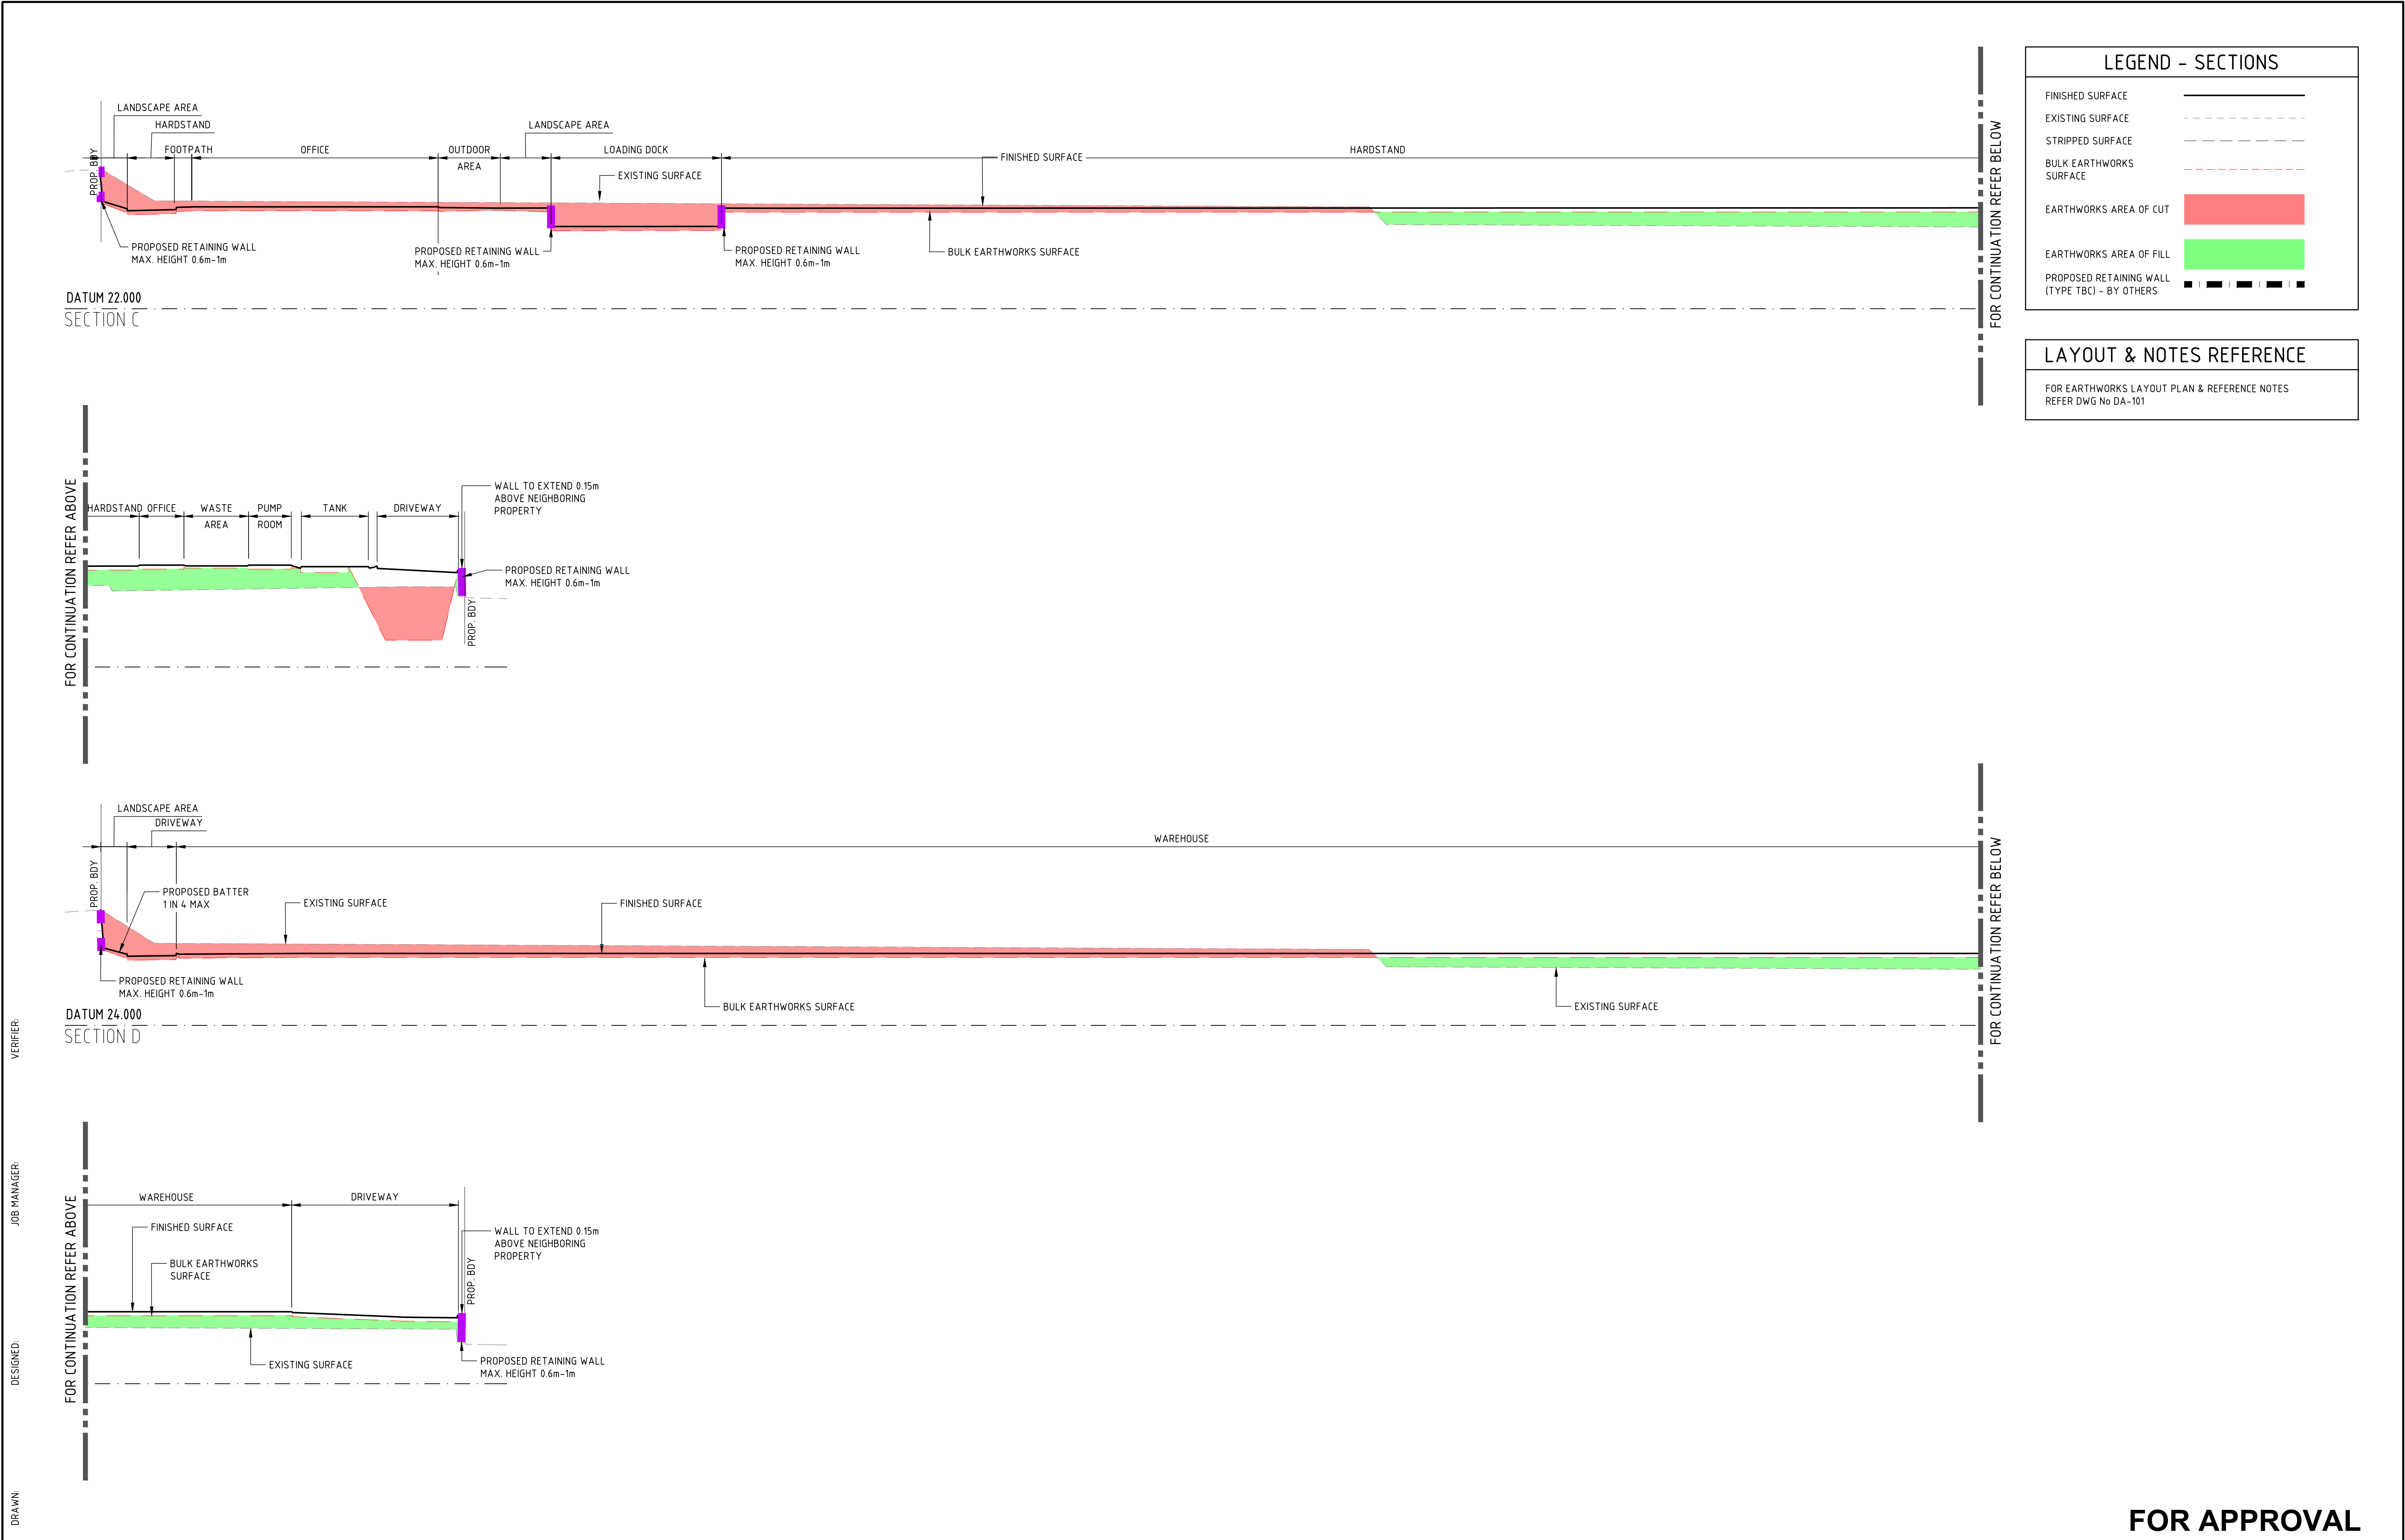 LEGEND - SECTIONS
FINISHED SURFACE
EXISTING SURFACE
STRIPPED SURFACE
BULK EARTHWORKS
SURFACE
EARTHWORKS AREA OF CUT
EARTHWORKS AREA OF FILL
PROPOSED RETAINING WALL
(TYPE TBC) - BY OTHERS
LAYOUT & NOTES REFERENCE
FOR EARTHWORKS LAYOUT PLAN & REFERENCE NOTES
REFER DWG No DA-101
LANDSCAPE AREA
HARDSTAND
FOOTPATH
OFFICE
OUTDOOR
AREA
LANDSCAPE AREA
LOADING DOCK
HARDSTAND
FINISHED SURFACE
EXISTING SURFACE
PROP. BDY
PROPOSED RETAINING WALL
MAX. HEIGHT 0.6m-1m
PROPOSED RETAINING WALL
MAX. HEIGHT 0.6m-1m
PROPOSED RETAINING WALL
MAX. HEIGHT 0.6m-1m
BULK EARTHWORKS SURFACE
DATUM 22.000
SECTION C
FOR CONTINUATION REFER BELOW
FOR CONTINUATION REFER ABOVE
HARDSTAND
OFFICE
WASTE
AREA
PUMP
ROOM
TANK
DRIVEWAY
WALL TO EXTEND 0.15m
ABOVE NEIGHBORING
PROPERTY
PROPOSED RETAINING WALL
MAX. HEIGHT 0.6m-1m
PROP. BDY
LANDSCAPE AREA
DRIVEWAY
WAREHOUSE
PROP. BDY
PROPOSED BATTER
1 IN 4 MAX
EXISTING SURFACE
FINISHED SURFACE
PROPOSED RETAINING WALL
MAX. HEIGHT 0.6m-1m
BULK EARTHWORKS SURFACE
EXISTING SURFACE
DATUM 24.000
SECTION D
FOR CONTINUATION REFER BELOW
FOR CONTINUATION REFER ABOVE
WAREHOUSE
DRIVEWAY
FINISHED SURFACE
BULK EARTHWORKS
SURFACE
EXISTING SURFACE
WALL TO EXTEND 0.15m
ABOVE NEIGHBORING
PROPERTY
PROP. BDY
PROPOSED RETAINING WALL
MAX. HEIGHT 0.6m-1m
VERIFIER:
JOB MANAGER:
DESIGNED:
DRAWN:
FOR APPROVAL